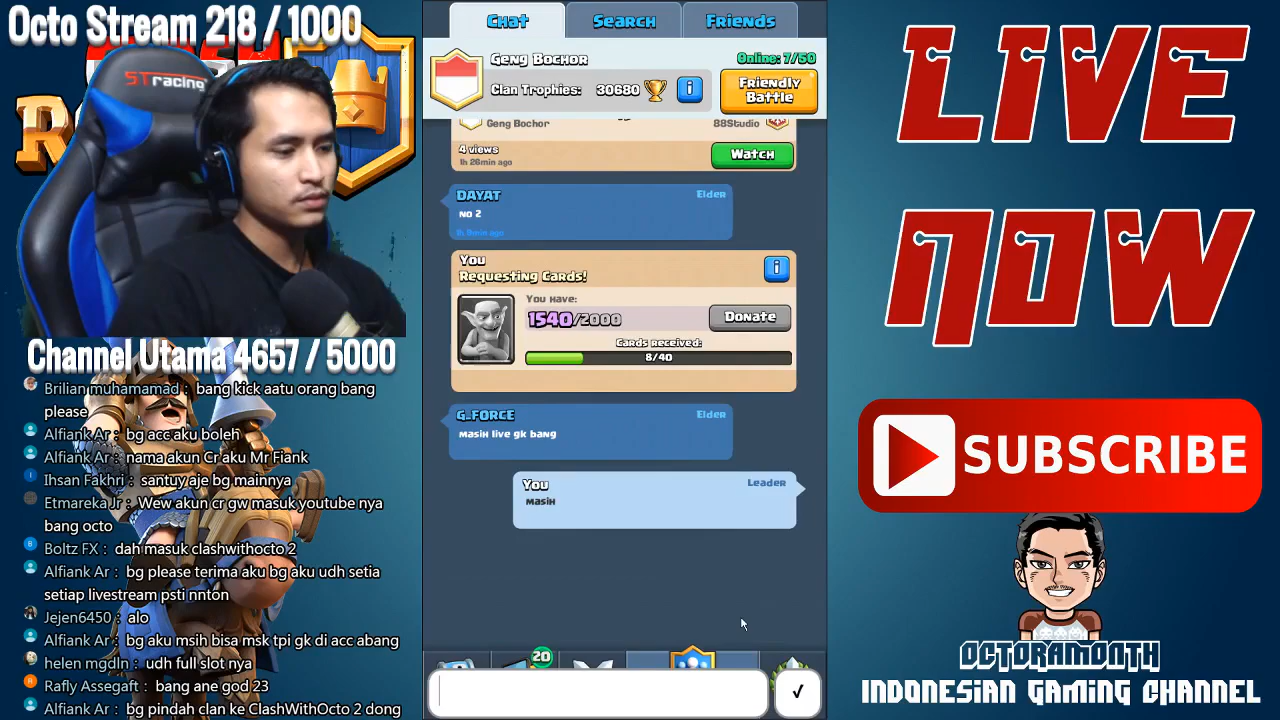 Octo Stream 218 / 1000
STracing
Channel Utama 4657 / 5000
Brilian muhamamad : bang kick aatu orang bang
please
Alfiank Ar : bg acc aku boleh
Alfiank Ar : nama akun Cr aku Mr Fiank
Ihsan Fakhri : santuy aje bg mainnya
Etmareka Jr : Wew akun cr gw masuk youtube nya
bang octo
Boltz FX : dah masuk clashwithocto 2
Alfiank Ar : bg please terima aku bg aku udh setia
setiap livestream psti nnton
Jejen6450 : alo
Alfiank Ar : bg aku msih bisa msk tpi gk di acc abang
helen mgdln : udh full slot nya
Rafly Assegaft : bang ane god 23
Alfiank Ar : bg pindah clan ke ClashWithOcto 2 dong
Chat Search Friends
Geng Bochor
Online: 7/50
Clan Trophies: 30680
Friendly
Battle
Geng Bochor
88Studio
4 views
1h 26min ago
Watch
DAYAT
Elder
no 2
1h 9min ago
You
Requesting Cards!
You have:
1540/2000
Donate
Cards received:
8/40
G_FORCE
Elder
masih live gk bang
You
Leader
masih
20
√
LIVE
NOW
SUBSCRIBE
OCTORAMONTH
INDONESIAN GAMING CHANNEL